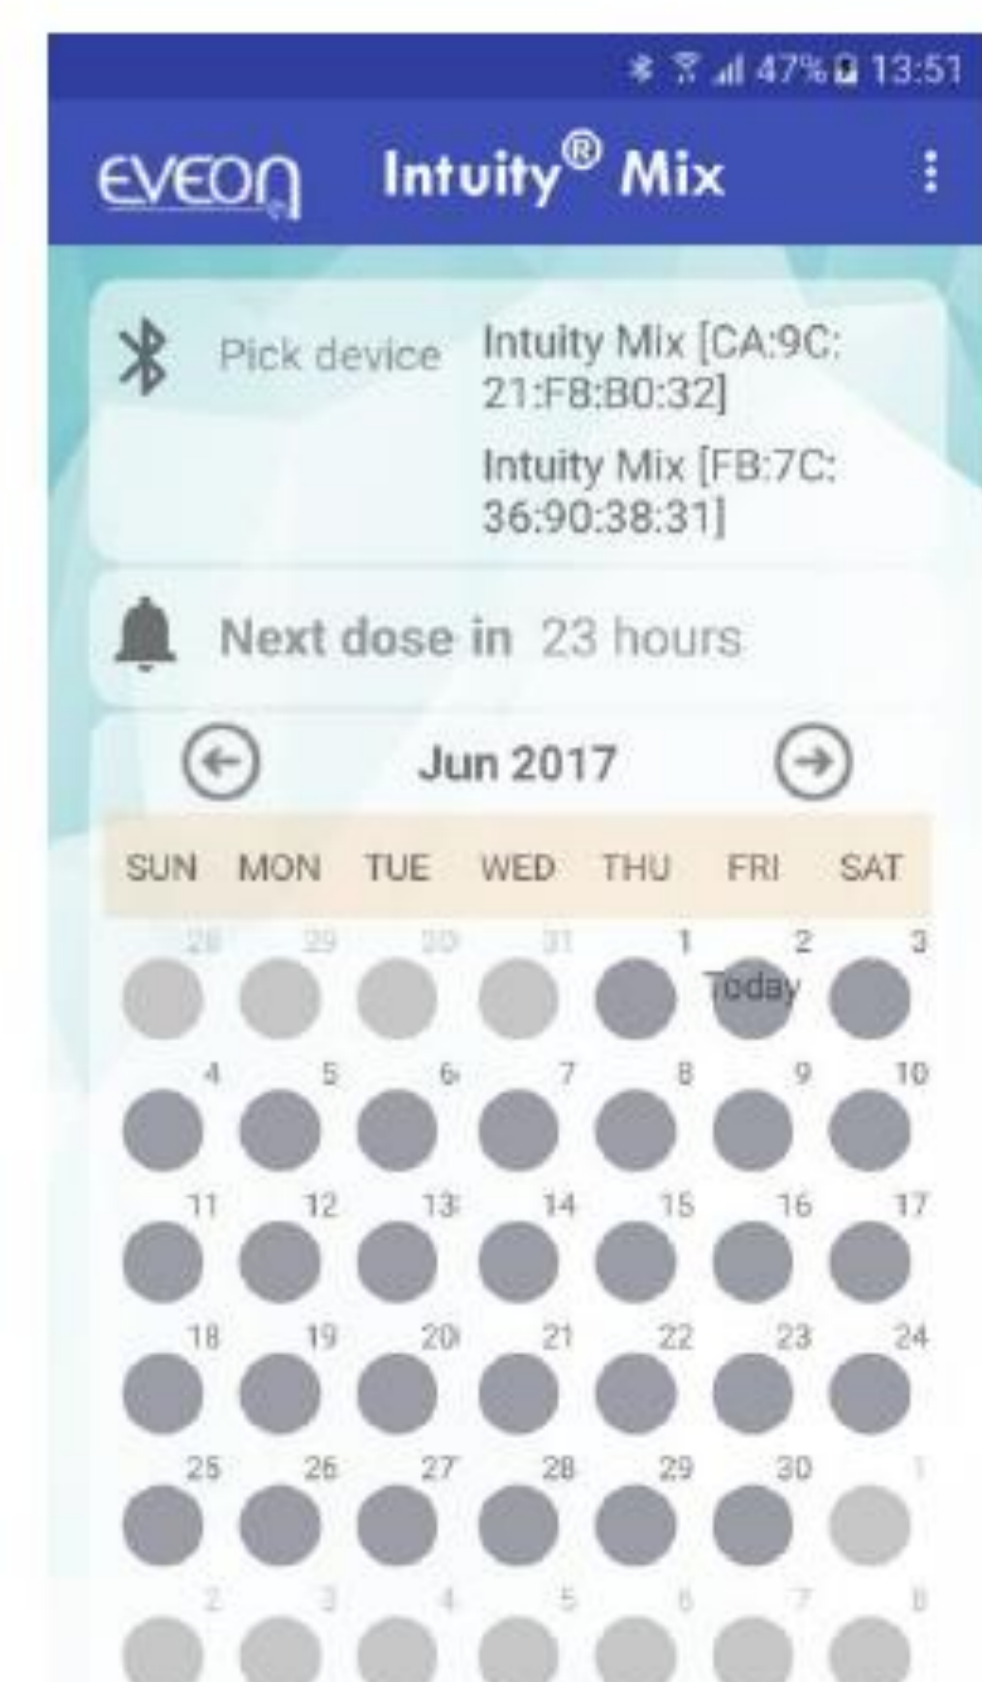 47% 13:51
EVEON Intuity® Mix
Pick device
Intuity Mix [CA:9C:
21:F8:B0:32]
Intuity Mix [FB:7C:
36:90:38:31]
Next dose in 23 hours
Jun 2017
SUN MON TUE WED THU FRI SAT
28 29 30 31 1 2 3
Today
4 5 6 7 8 9 10
11 12 13 14 15 16 17
18 19 20 21 22 23 24
25 26 27 28 29 30 1
2 3 4 5 6 7 8